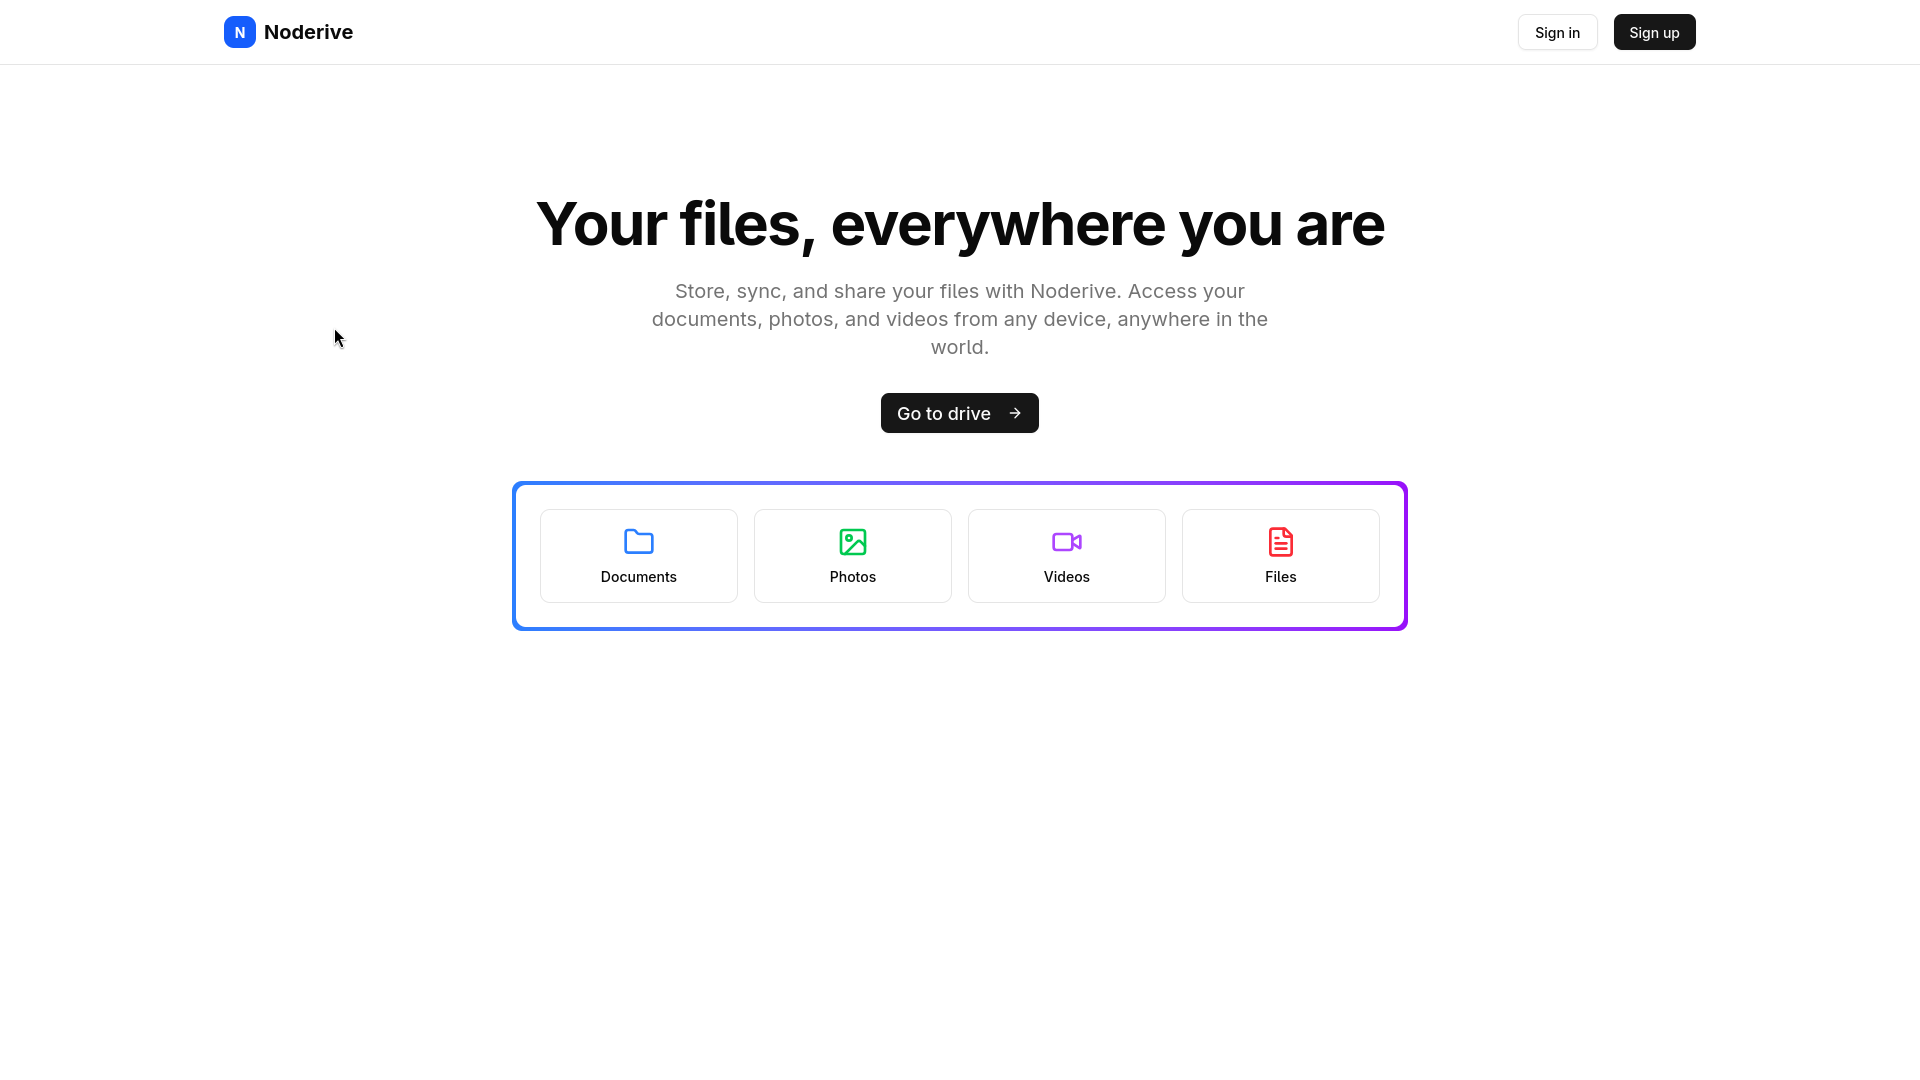 N
Noderive
Sign in
Sign up
Your files, everywhere you are
Store, sync, and share your files with Noderive. Access your
documents, photos, and videos from any device, anywhere in the
world.
Go to drive
Documents
Photos
Videos
Files